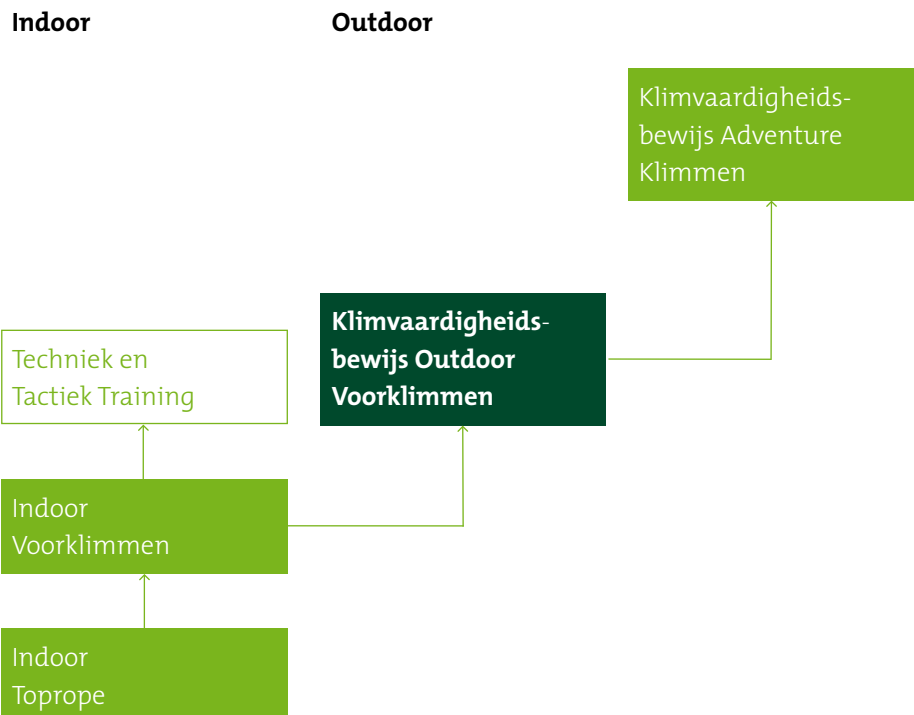 Indoor
Outdoor
Klimvaardigheids-
bewijs Adventure
Klimmen
Klimvaardigheids-
bewijs Outdoor
Voorklimmen
Techniek en
Tactiek Training
Indoor
Voorklimmen
Indoor
Toprope